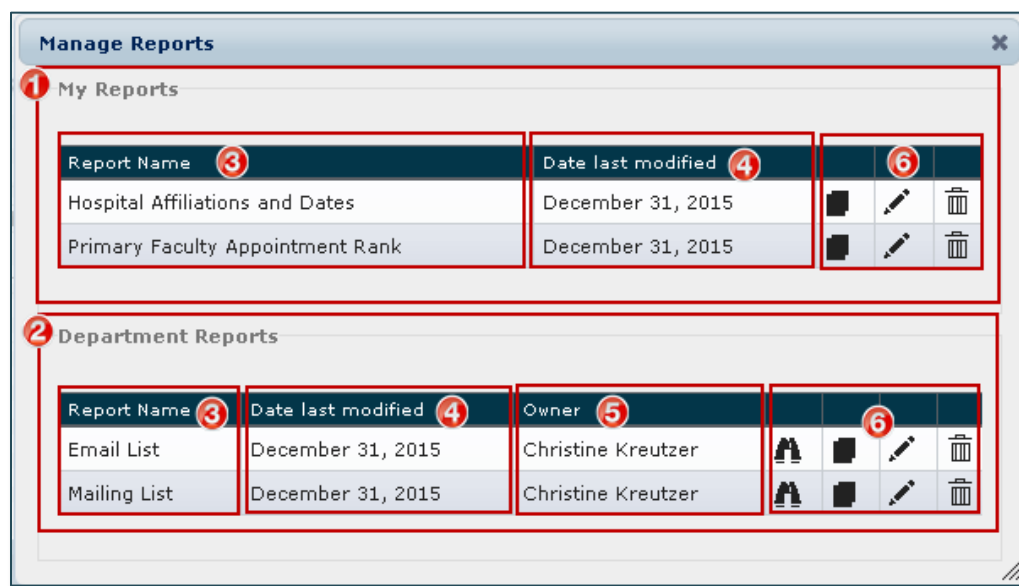 Manage Reports
1 My Reports
Report Name 3 Date last modified 4 6
Hospital Affiliations and Dates December 31, 2015
Primary Faculty Appointment Rank December 31, 2015
2 Department Reports
Report Name 3 Date last modified 4 Owner 5 6
Email List December 31, 2015 Christine Kreutzer
Mailing List December 31, 2015 Christine Kreutzer